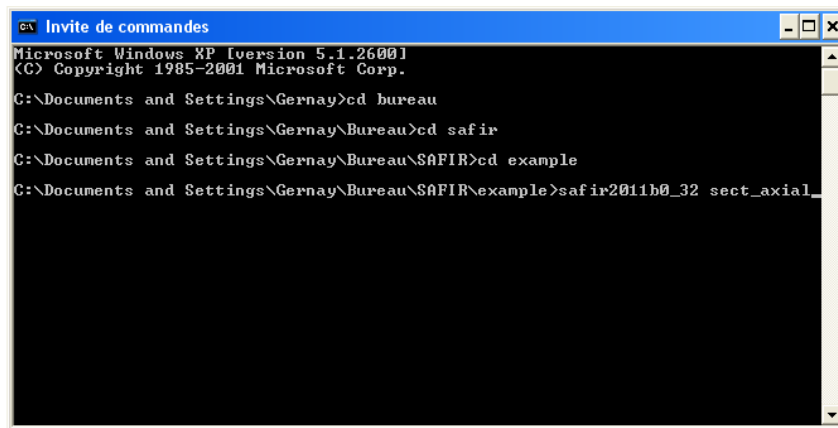 Invite de commandes
Microsoft Windows XP [version 5.1.2600]
(C) Copyright 1985-2001 Microsoft Corp.
C:\Documents and Settings\Gernay>cd bureau
C:\Documents and Settings\Gernay\Bureau>cd safir
C:\Documents and Settings\Gernay\Bureau\SAFIR>cd example
C:\Documents and Settings\Gernay\Bureau\SAFIR\example>safir2011b0_32 sect_axial_